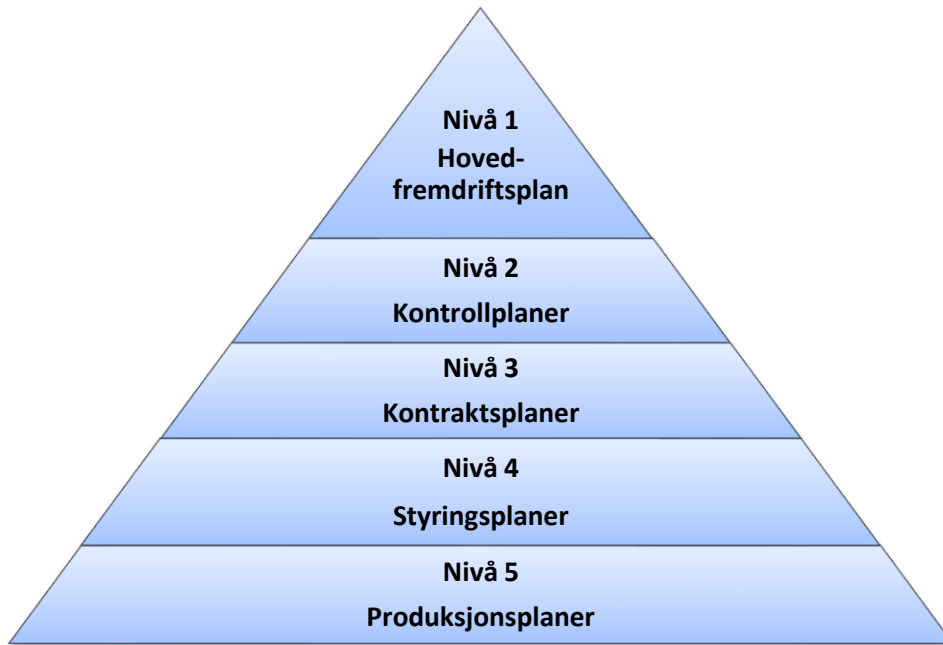 Nivå 1
Hoved-
fremdriftsplan
Nivå 2
Kontrollplaner
Nivå 3
Kontraktsplaner
Nivå 4
Styringsplaner
Nivå 5
Produksjonsplaner